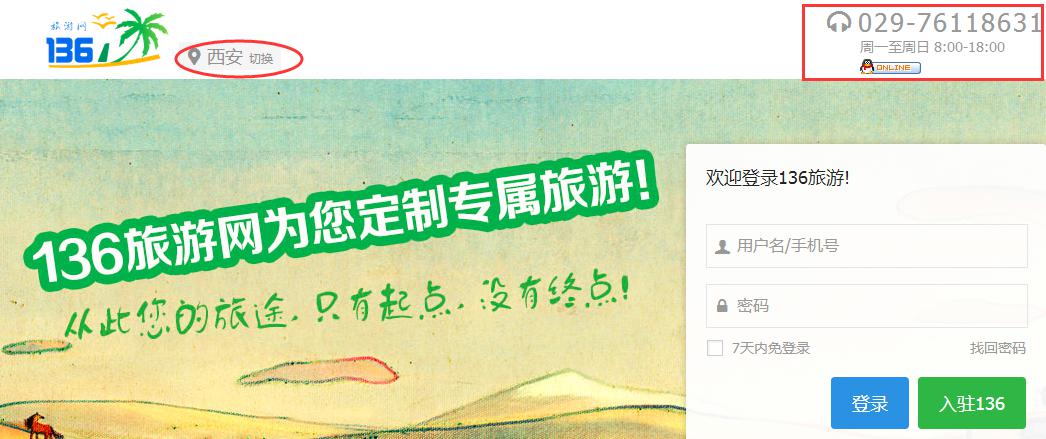 旅游网
136
西安 切换
029-76118631
周一至周日 8:00-18:00
ONLINE
136旅游网为您定制专属旅游!
从此您的旅途,只有起点,没有终点!
欢迎登录136旅游!
用户名/手机号
密码
7天内免登录 找回密码
登录 入驻136